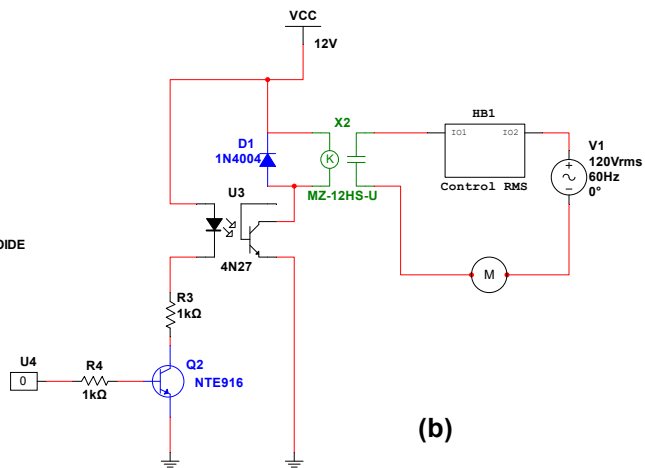 VCC
12V
HB1
X2
IO1
IO2
V1
D1
1N4004
K
120Vrms
60Hz
0°
MZ-12HS-U
Control RMS
U3
OIDE
4N27
M
R3
1kΩ
U4
R4
Q2
0
1kΩ
NTE916
(b)